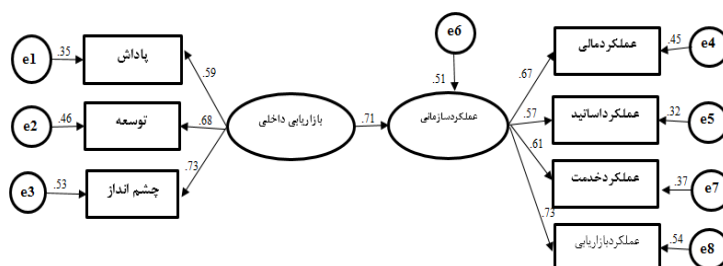 e6
e1 .35 پاداش .59
.51
.67 عملکردمالی .45 e4
e2 .46 توسعه .68 بازاریابی داخلی .71 عملکردسازمانی .57 عملکرداساتید .32 e5
e3 .53 چشم انداز .73
.61 عملکردخدمت .37 e7
.73 عملکردبازاریابی .54 e8